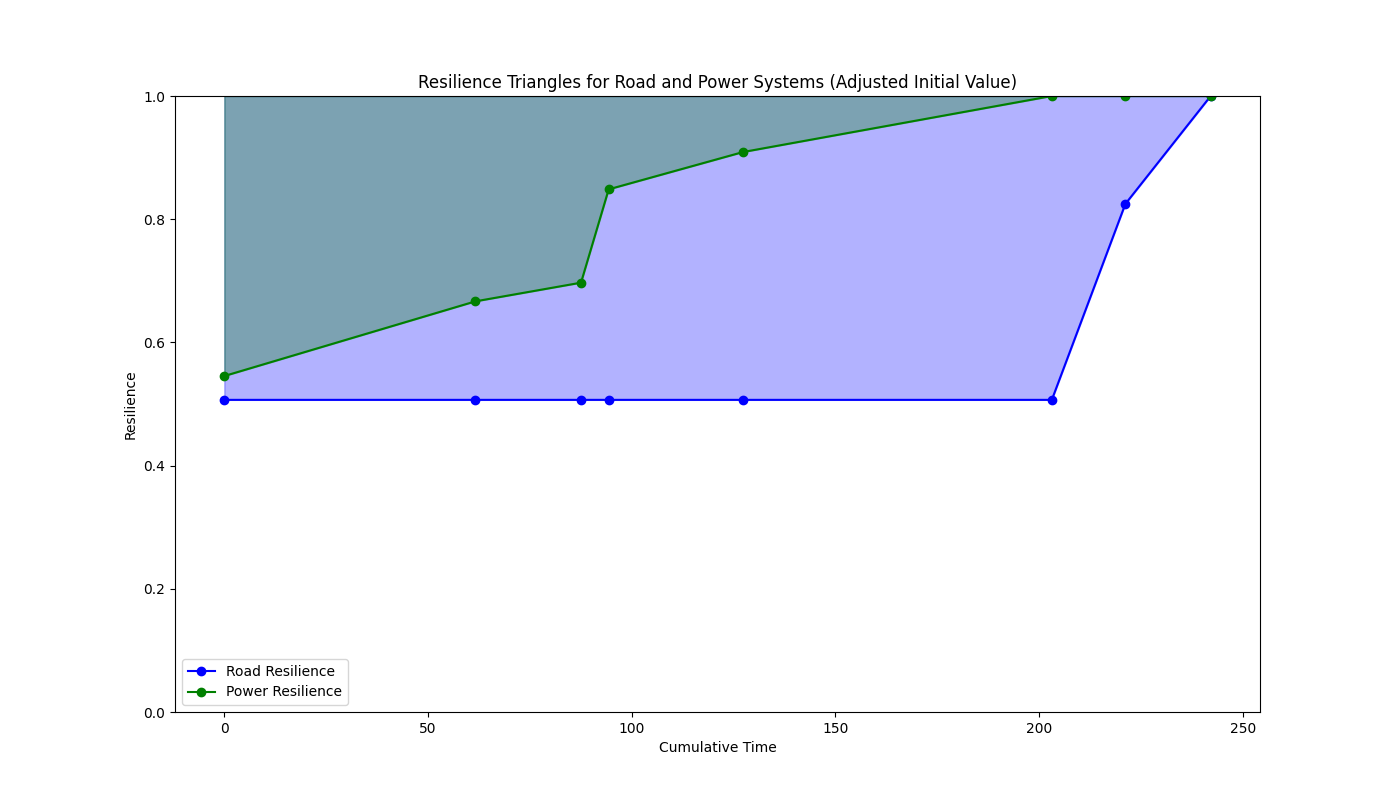 Resilience Triangles for Road and Power Systems (Adjusted Initial Value)
1.0
0.8
0.6
0.4
0.2
0.0
Resilience
Road Resilience
Power Resilience
0 50 100 150 200 250
Cumulative Time